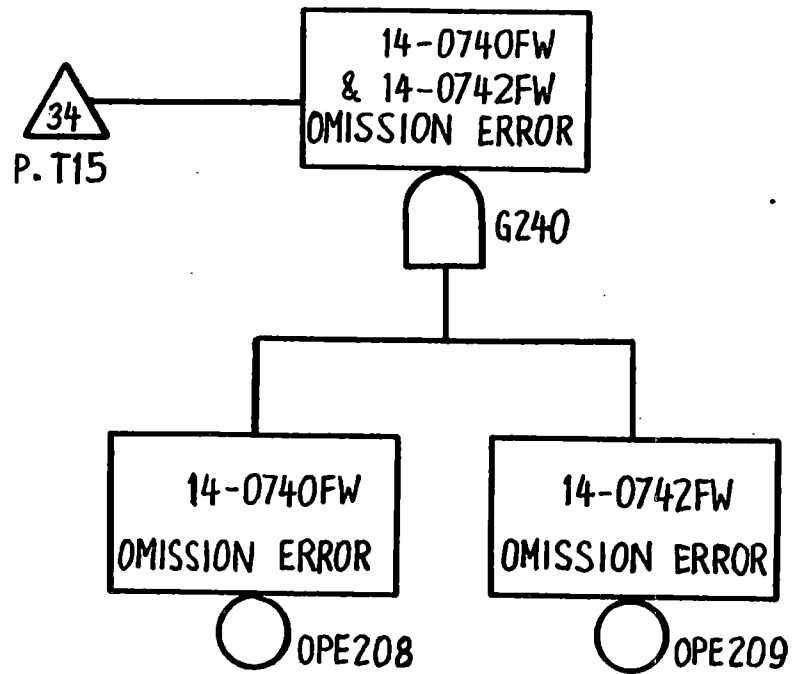 14-0740FW
& 14-0742FW
OMISSION ERROR
34
P. T15
G240
14-0740FW
OMISSION ERROR
OPE208
14-0742FW
OMISSION ERROR
OPE209